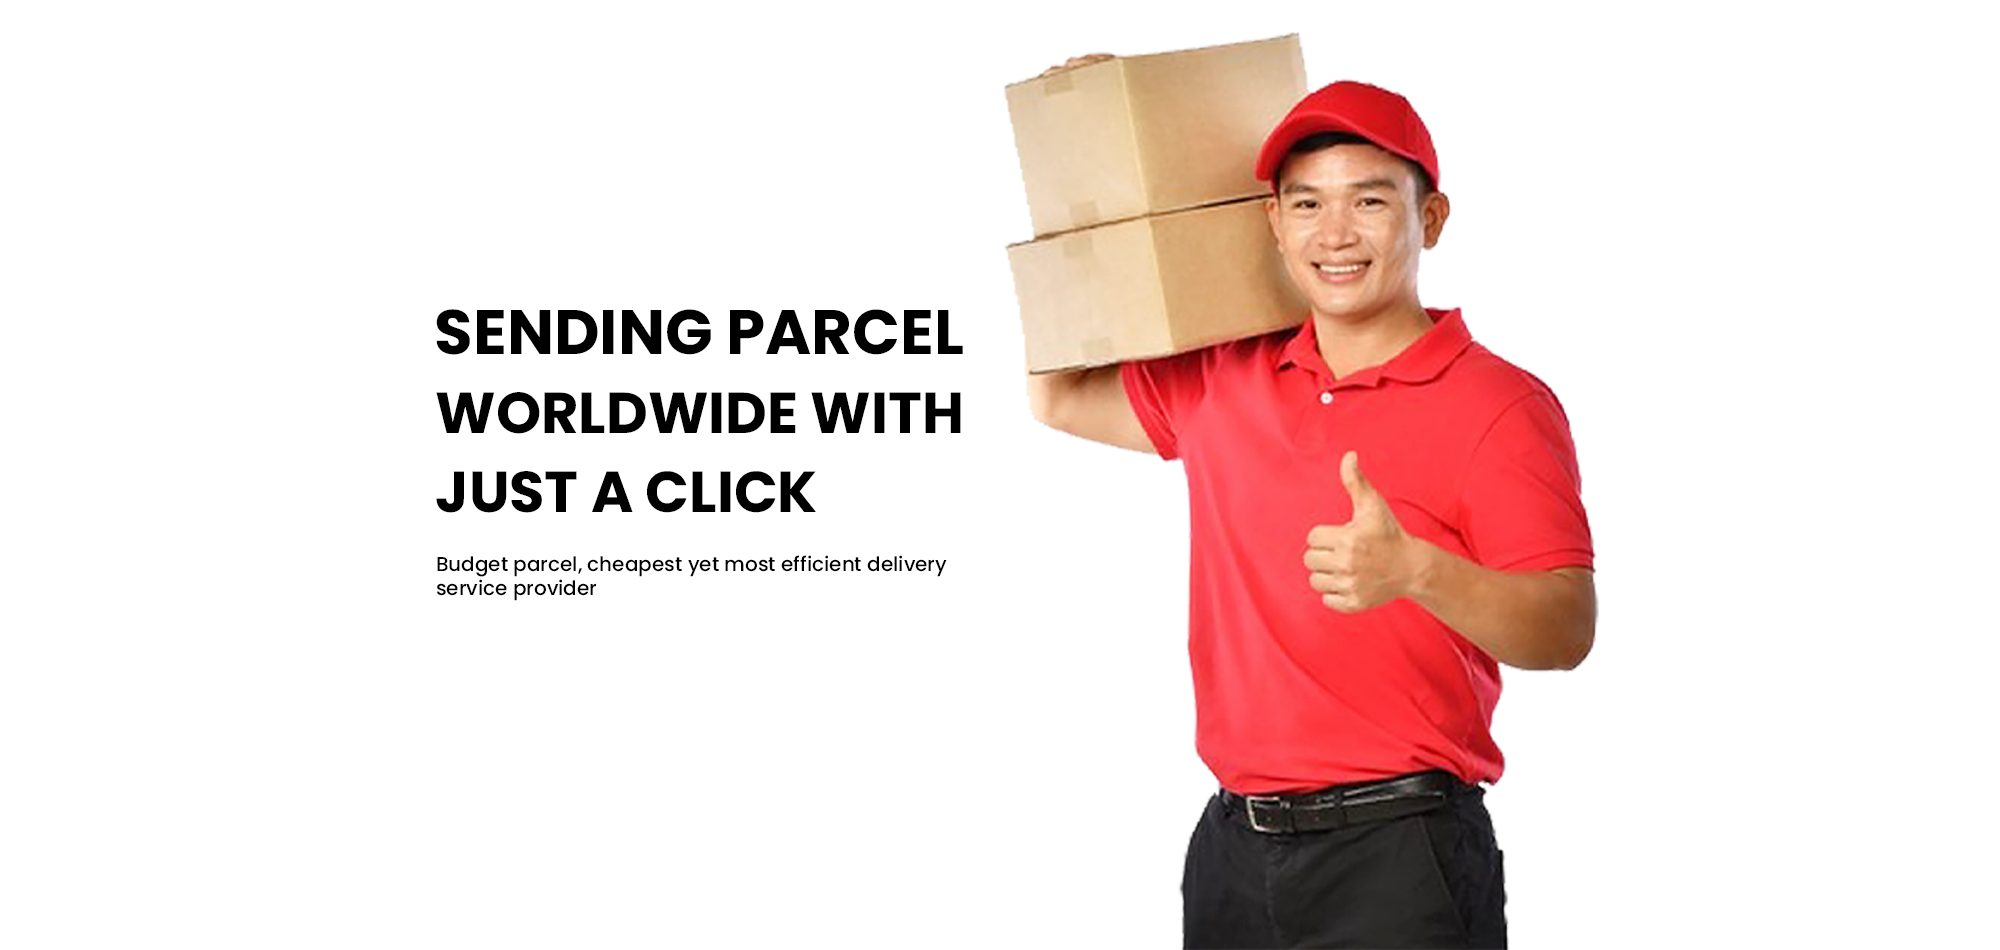 SENDING PARCEL
WORLDWIDE WITH
JUST A CLICK
Budget parcel, cheapest yet most efficient delivery
service provider